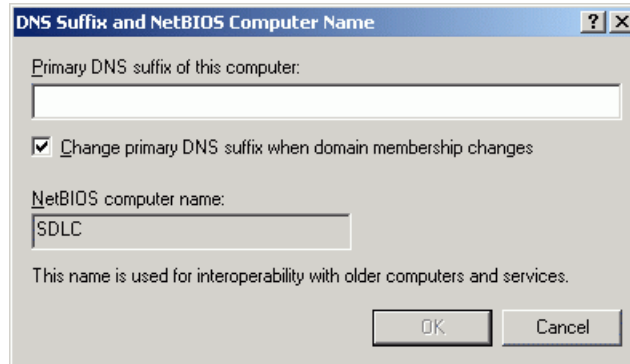 DNS Suffix and NetBIOS Computer Name
Primary DNS suffix of this computer:
Change primary DNS suffix when domain membership changes
NetBIOS computer name:
SDLC
This name is used for interoperability with older computers and services.
OK
Cancel